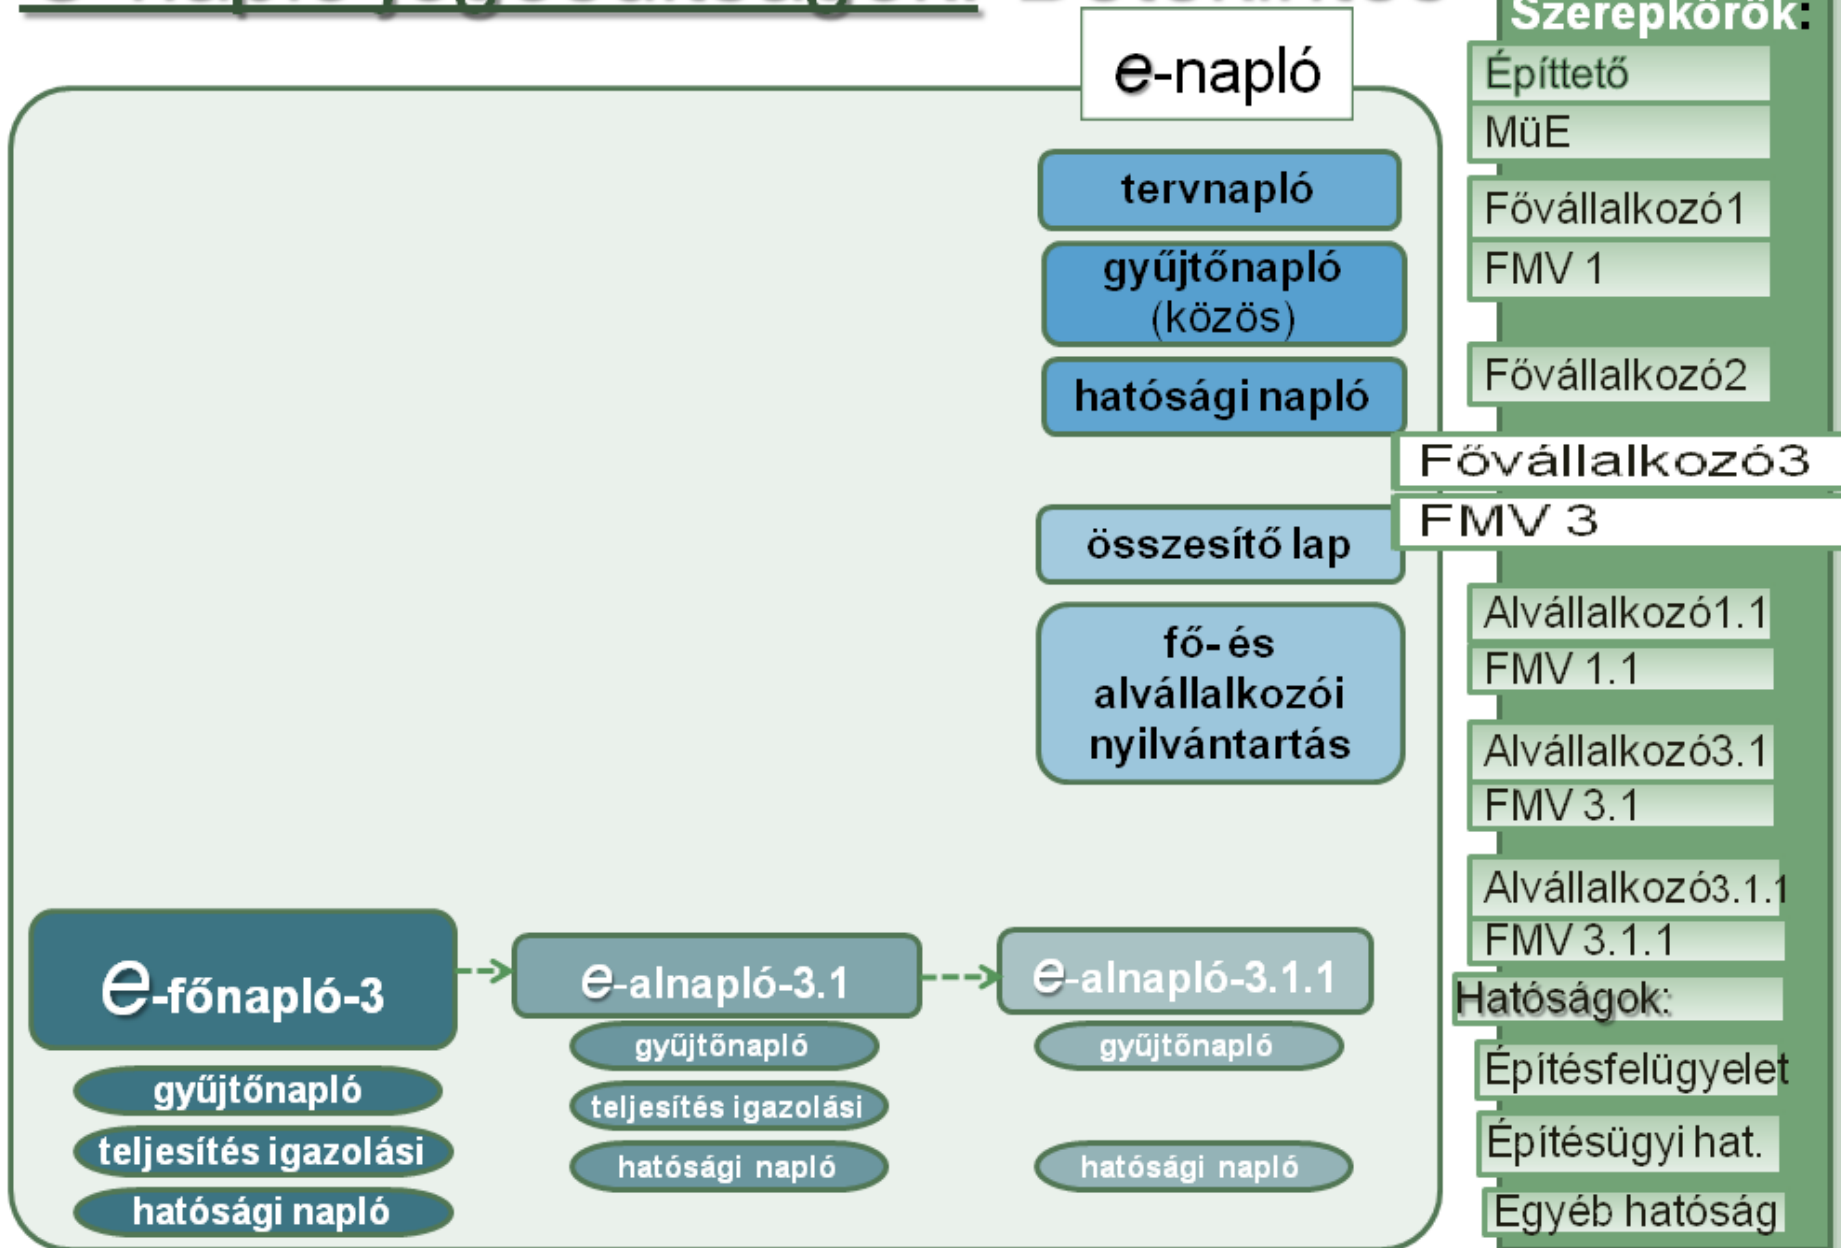 Szerepkörök:
e-napló
tervnapló
gyűjtőnapló
(közös)
hatósági napló
összesítő lap
fő- és
alvállalkozói
nyilvántartás
e-főnapló-3
gyűjtőnapló
teljesítés igazolási
hatósági napló
e-alnapló-3.1
gyűjtőnapló
teljesítés igazolási
hatósági napló
e-alnapló-3.1.1
gyűjtőnapló
hatósági napló
Építtető
MüE
Fővállalkozó1
FMV 1
Fővállalkozó2
Fővállalkozó3
FMV 3
Alvállalkozó1.1
FMV 1.1
Alvállalkozó3.1
FMV 3.1
Alvállalkozó3.1.1
FMV 3.1.1
Hatóságok:
Építésfelügyelet
Építésügyi hat.
Egyéb hatóság